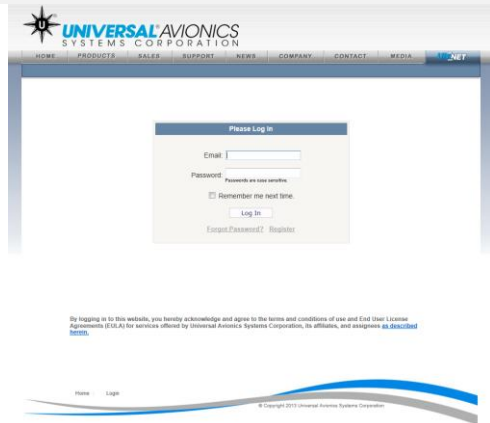 UNIVERSAL® AVIONICS
SYSTEMS CORPORATION
HOME PRODUCTS SALES SUPPORT NEWS COMPANY CONTACT MEDIA UniNET
Please Log In
Email:
Password:
Passwords are case sensitive.
Remember me next time.
Log In
Forgot Password? Register
By logging in to this website, you hereby acknowledge and agree to the terms and conditions of use and End User License
Agreements (EULA) for services offered by Universal Avionics Systems Corporation, its affiliates, and assignees as described
herein.
Home Login
© Copyright 2013 Universal Avionics Systems Corporation